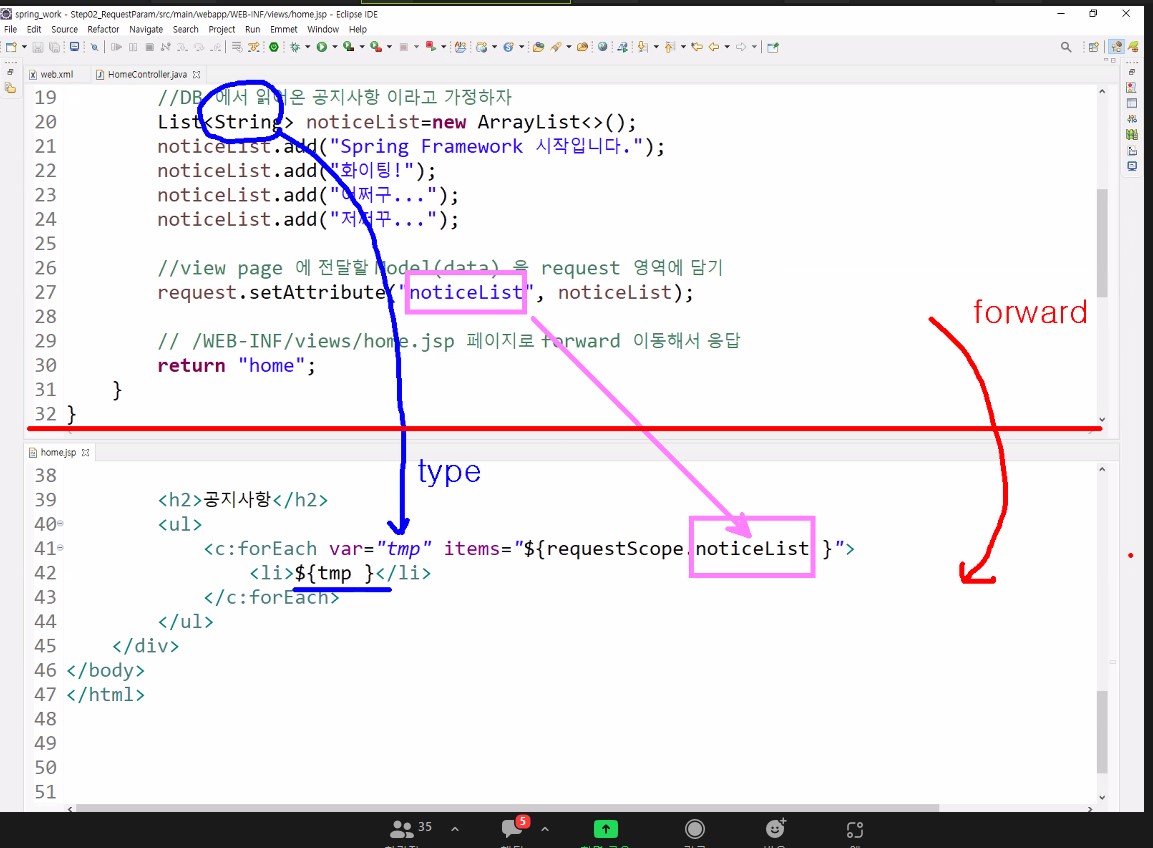 spring_work - Step02_RequestParam/src/main/webapp/WEB-INF/views/home.jsp - Eclipse IDE
File Edit Source Refactor Navigate Search Project Run Emmet Window Help
web.xml HomeController.java
19 //DB 에서 읽어온 공지사항 이라고 가정하자
20 List<String> noticeList=new ArrayList<>();
21 noticeList.add("Spring Framework 시작입니다.");
22 noticeList.add("화이팅!");
23 noticeList.add("어쩌구...");
24 noticeList.add("저쩌꾸...");
25
26 //view page 에 전달할 Model(data) 을 request 영역에 담기
27 request.setAttribute("noticeList", noticeList);
forward
28
29 // /WEB-INF/views/home.jsp 페이지로 forward 이동해서 응답
30 return "home";
31 }
32 }
home.jsp
type
38
39 <h2>공지사항</h2>
40 <ul>
41 <c:forEach var="tmp" items="${requestScope.noticeList }">
42 <li>${tmp }</li>
43 </c:forEach>
44 </ul>
45 </div>
46 </body>
47 </html>
48
49
50
51
35 5